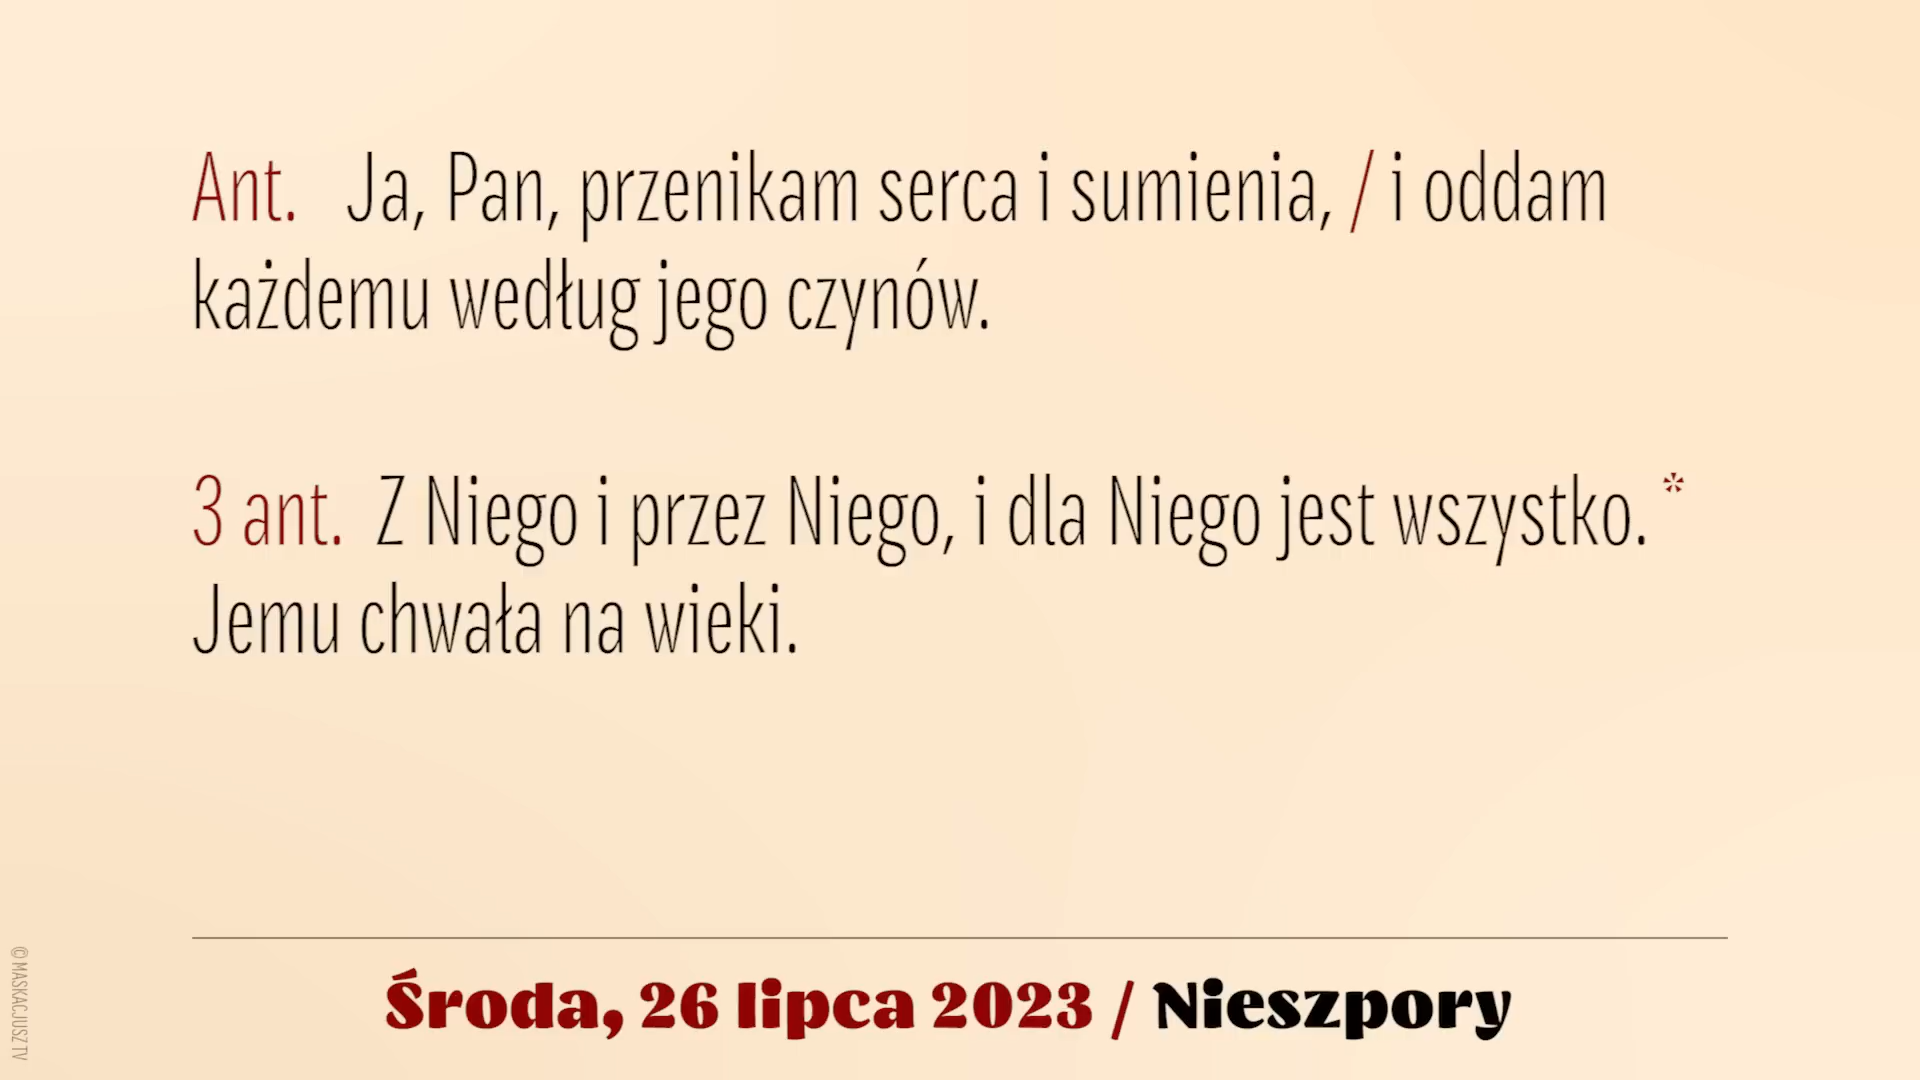 Ant. Ja, Pan, przenikam serca i sumienia, / i oddam
każdemu według jego czynów.
3 ant. Z Niego i przez Niego, i dla Niego jest wszystko. *
Jemu chwała na wieki.
Środa, 26 lipca 2023 / Nieszpory
© MASKACJUSZ TV